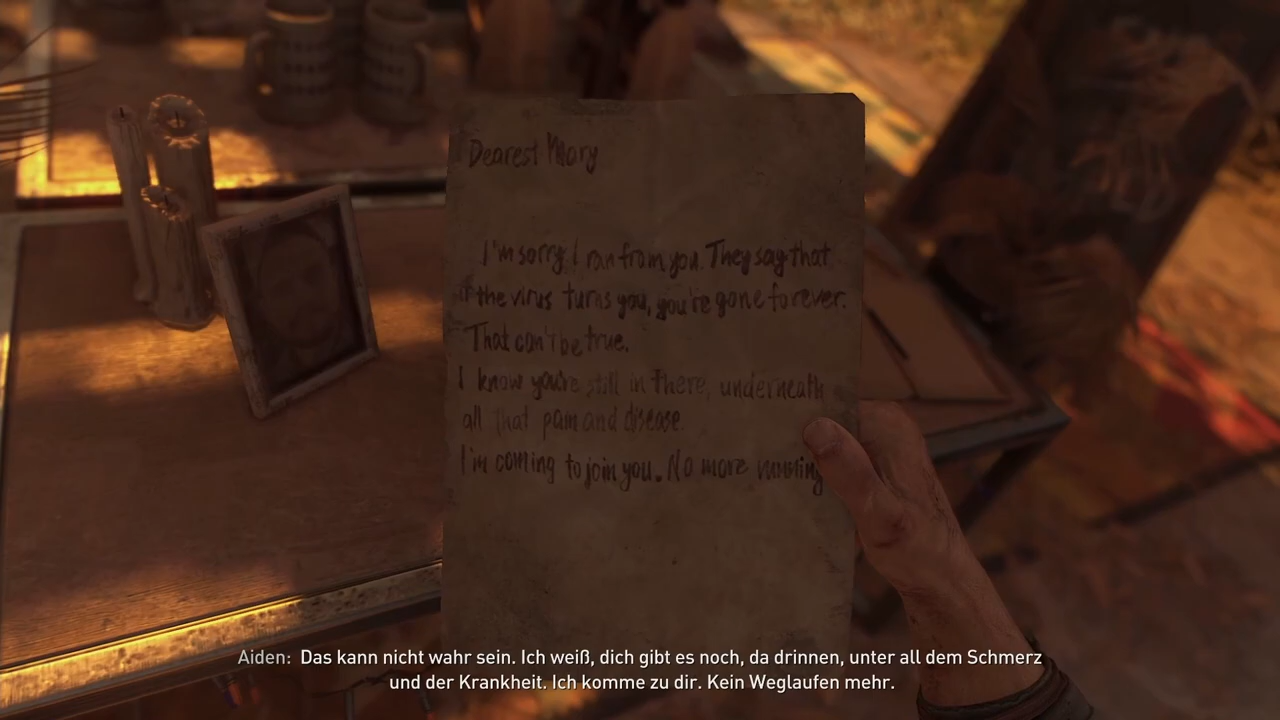 Dearest Mary
I'm sorry I ran from you. They say that
if the virus turns you, you're gone forever.
That can't be true.
I know you're still in there, underneath
all that pain and disease.
I'm coming to join you. No more running
Aiden: Das kann nicht wahr sein. Ich weiß, dich gibt es noch, da drinnen, unter all dem Schmerz
und der Krankheit. Ich komme zu dir. Kein Weglaufen mehr.